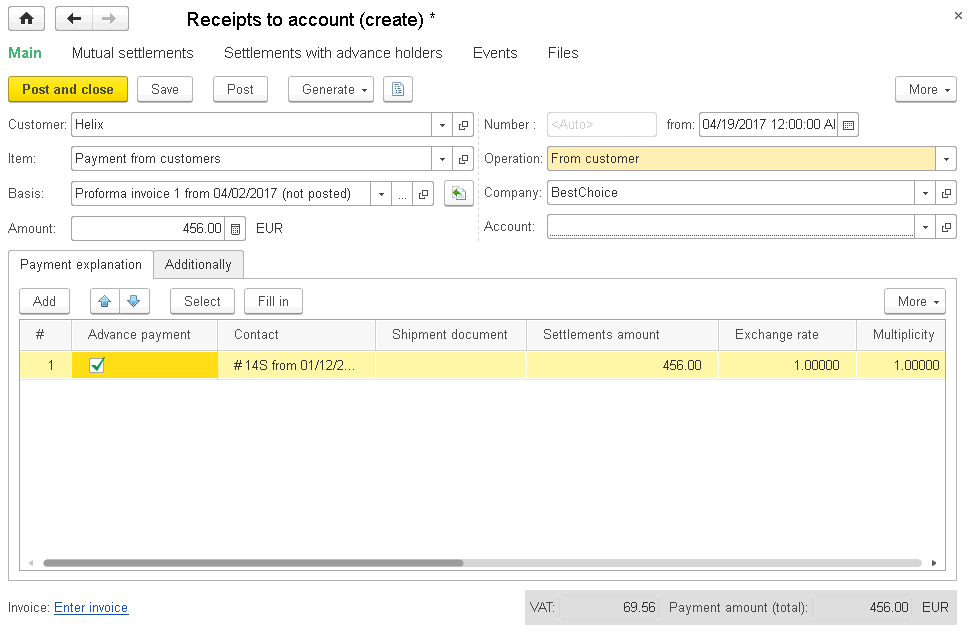 Receipts to account (create) *
Main Mutual settlements Settlements with advance holders Events Files
Post and close Save Post Generate More
Customer: Helix Number : <Auto> from: 04/19/2017 12:00:00 AI
Item: Payment from customers Operation: From customer
Basis: Proforma invoice 1 from 04/02/2017 (not posted) ... Company: BestChoice
Amount: 456.00 EUR Account:
Payment explanation Additionally
Add Select Fill in More
# Advance payment Contact Shipment document Settlements amount Exchange rate Multiplicity
1 #14S from 01/12/2... 456.00 1.00000 1.00000
Invoice: Enter invoice VAT: 69.56 Payment amount (total): 456.00 EUR